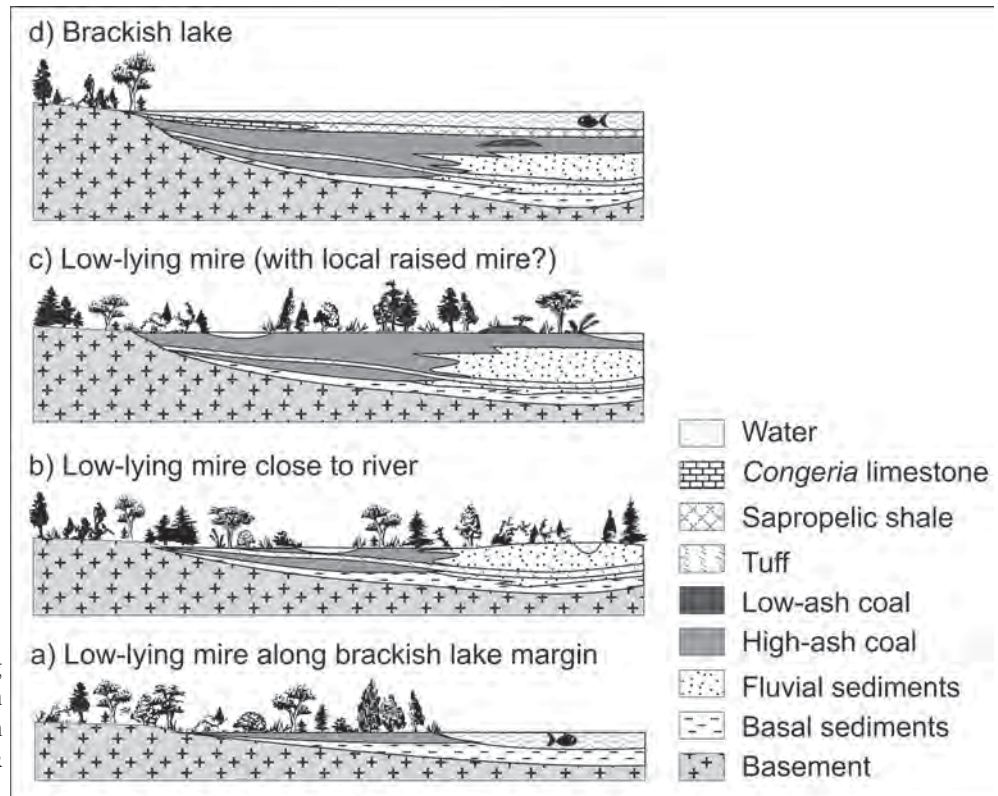 d) Brackish lake
c) Low-lying mire (with local raised mire?)
b) Low-lying mire close to river
a) Low-lying mire along brackish lake margin
Water
Congeria limestone
Sapropelic shale
Tuff
Low-ash coal
High-ash coal
Fluvial sediments
Basal sediments
Basement